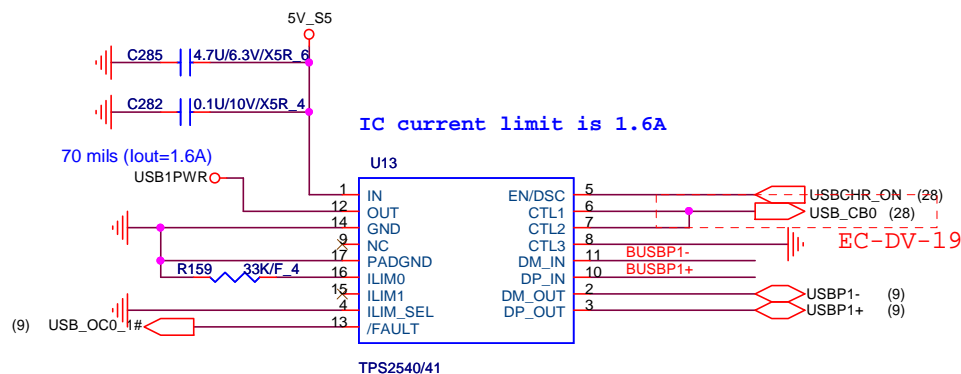 5V_S5
C285 4.7U/6.3V/X5R_6
C282 0.1U/10V/X5R_4
IC current limit is 1.6A
70 mils (Iout=1.6A)
U13
USB1PWR
1 IN EN/DSC 5 USBCHR_ON (28)
12 OUT CTL1 6 USB_CB0 (28)
14 GND CTL2 7
EC-DV-19
9 NC CTL3 8
17 PADGND DM_IN 11 BUSBP1-
R159 33K/F_4 16 ILIM0 DP_IN 10 BUSBP1+
15 ILIM1 DM_OUT 2 USBP1- (9)
4 ILIM_SEL DP_OUT 3 USBP1+ (9)
(9) USB_OC0_1# 13 /FAULT
TPS2540/41